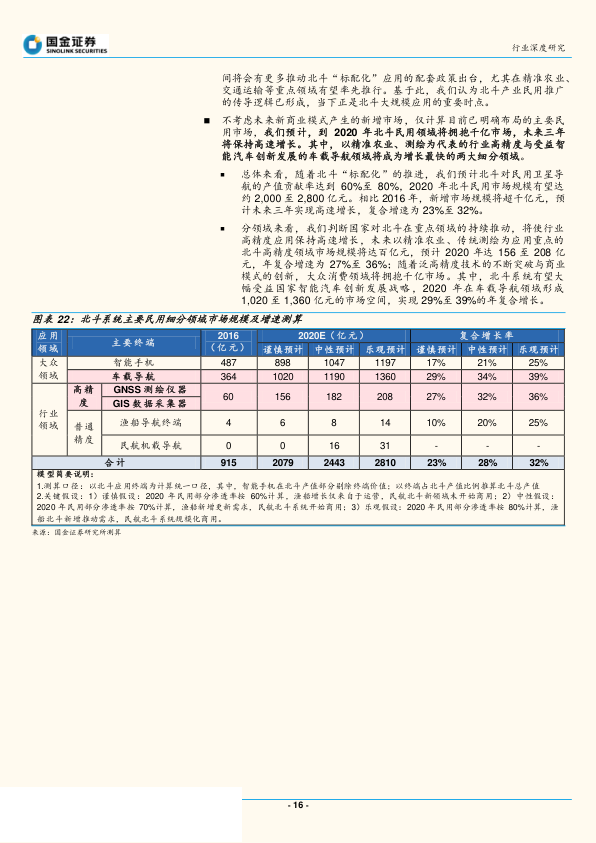 国金证券
SINOLINK SECURITIES
行业深度研究
间将会有更多推动北斗“标配化”应用的配套政策出台，尤其在精准农业、
交通运输等重点领域有望率先推行。基于此，我们认为北斗产业民用推广
的传导逻辑已形成，当下正是北斗大规模应用的重要时点。
■ 不考虑未来新商业模式产生的新增市场，仅计算目前已明确布局的主要民
用市场，我们预计，到 2020 年北斗民用领域将拥抱千亿市场，未来三年
将保持高速增长。其中，以精准农业、测绘为代表的行业高精度与受益智
能汽车创新发展的车载导航领域将成为增长最快的两大细分领域。
■ 总体来看，随着北斗“标配化”的推进，我们预计北斗对民用卫星导
航的产值贡献率达到 60%至 80%，2020 年北斗民用市场规模有望达
约 2,000 至 2,800 亿元。相比 2016 年，新增市场规模将超千亿元，预
计未来三年实现高速增长，复合增速为 23%至 32%。
■ 分领域来看，我们判断国家对北斗在重点领域的持续推动，将使行业
高精度应用保持高速增长，未来以精准农业、传统测绘为应用重点的
北斗高精度领域市场规模将达百亿元，预计 2020 年达 156 至 208 亿
元，年复合增速为 27%至 36%；随着泛高精度技术的不断突破与商业
模式的创新，大众消费领域将拥抱千亿市场。其中，北斗系统有望大
幅受益国家智能汽车创新发展战略，2020 年在车载导航领域形成
1,020 至 1,360 亿元的市场空间，实现 29%至 39%的年复合增长。
图表 22：北斗系统主要民用细分领域市场规模及增速测算
应用 领域 主要终端 2016 （亿元） 2020E（亿元） 复合增长率
谨慎预计 中性预计 乐观预计 谨慎预计 中性预计 乐观预计
大众 领域 智能手机 487 898 1047 1197 17% 21% 25%
车载导航 364 1020 1190 1360 29% 34% 39%
行业 领域 高精 度 GNSS 测绘仪器 60 156 182 208 27% 32% 36%
GIS 数据采集器
普通 精度 渔船导航终端 4 6 8 14 10% 20% 25%
民航机载导航 0 0 16 31 - - -
合计 915 2079 2443 2810 23% 28% 32%
模型简要说明：
1.测算口径：以北斗应用终端为计算统一口径，其中，智能手机在北斗产值部分剔除终端价值；以终端占北斗产值比例推算北斗总产值
2.关键假设：1）谨慎假设：2020 年民用部分渗透率按 60%计算，渔船增长仅来自于运营，民航北斗新领域未开始商用；2）中性假设：
2020 年民用部分渗透率按 70%计算，渔船新增更新需求，民航北斗系统开始商用；3）乐观假设：2020 年民用部分渗透率按 80%计算，渔
船北斗新增推动需求，民航北斗系统规模化商用。
来源：国金证券研究所测算
- 16 -